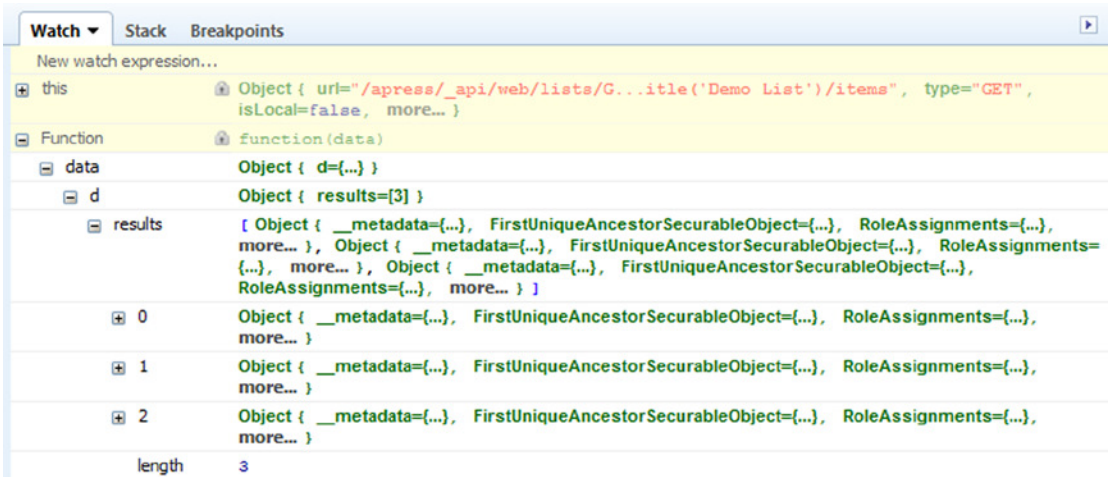 Watch ▼ Stack Breakpoints
New watch expression...
this Object { url="/apress/_api/web/lists/G...itle('Demo List')/items", type="GET",
isLocal=false, more... }
Function function(data)
data Object { d={...} }
d Object { results=[3] }
results [ Object { __metadata={...}, FirstUniqueAncestorSecurableObject={...}, RoleAssignments={...},
more... }, Object { __metadata={...}, FirstUniqueAncestorSecurableObject={...}, RoleAssignments=
{...}, more... }, Object { __metadata={...}, FirstUniqueAncestorSecurableObject={...},
RoleAssignments={...}, more... } ]
0 Object { __metadata={...}, FirstUniqueAncestorSecurableObject={...}, RoleAssignments={...},
more... }
1 Object { __metadata={...}, FirstUniqueAncestorSecurableObject={...}, RoleAssignments={...},
more... }
2 Object { __metadata={...}, FirstUniqueAncestorSecurableObject={...}, RoleAssignments={...},
more... }
length 3